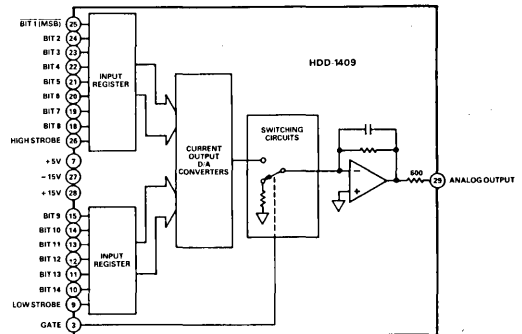 HDD-1409
BIT 1 (MSB) 25
BIT 2 24
BIT 3 23
BIT 4 22
BIT 5 21
BIT 6 20
BIT 7 19
BIT 8 18
HIGH STROBE 26
+5V 7
-15V 27
+15V 28
BIT 9 15
BIT 10 14
BIT 11 13
BIT 12 12
BIT 13 11
BIT 14 10
LOW STROBE 9
GATE 3
INPUT
REGISTER
INPUT
REGISTER
CURRENT
OUTPUT
D/A
CONVERTERS
SWITCHING
CIRCUITS
-
+
600
29 ANALOG OUTPUT